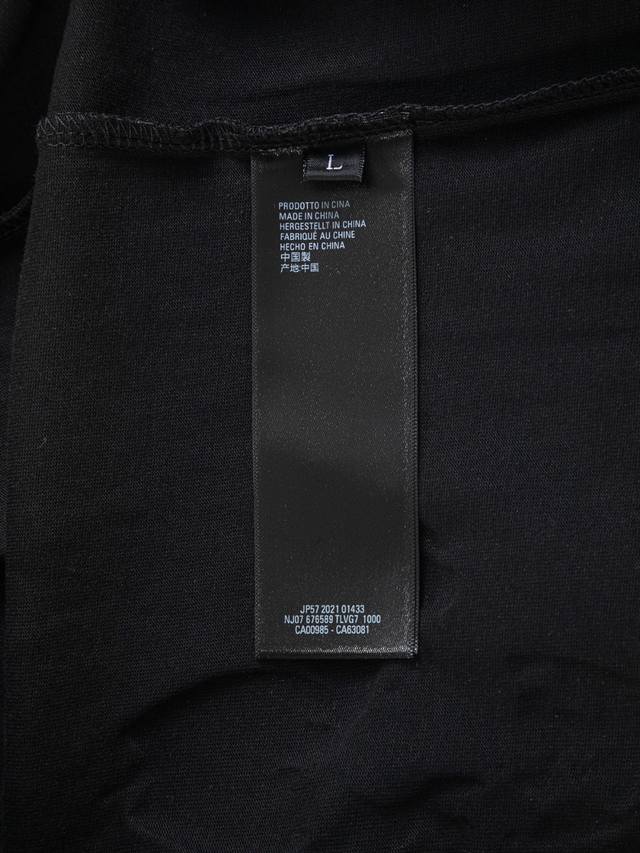 L
PRODOTTO IN CINA
MADE IN CHINA
HERGESTELLT IN CHINA
FABRIQUÉ AU CHINE
HECHO EN CHINA
中国製
产地:中国
JP57 2021 01433
NJ07 676589 TLVG7 1000
CA00985 - CA63081